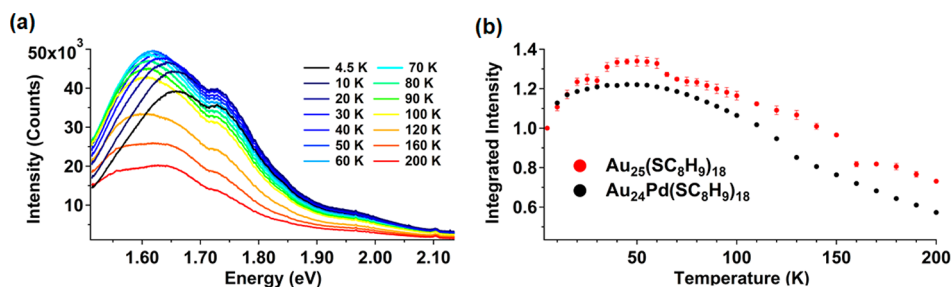 (a)
50x10³
40
30
20
10
Intensity (Counts)
1.60
1.70
1.80
1.90
2.00
2.10
Energy (eV)
4.5 K
70 K
10 K
80 K
20 K
90 K
30 K
100 K
40 K
120 K
50 K
160 K
60 K
200 K
(b)
1.4
1.2
1.0
0.8
0.6
Integrated Intensity
Au₂₅(SC₈H₉)₁₈
Au₂₄Pd(SC₈H₉)₁₈
50
100
150
200
Temperature (K)